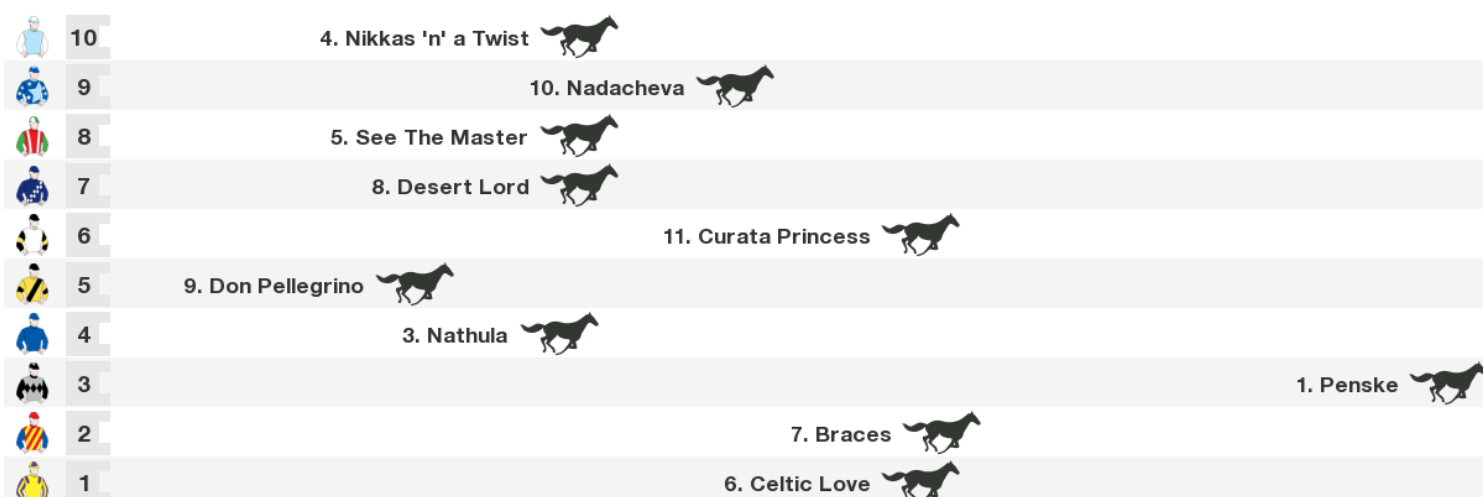 10 4. Nikkas 'n' a Twist
9 10. Nadacheva
8 5. See The Master
7 8. Desert Lord
6 11. Curata Princess
5 9. Don Pellegrino
4 3. Nathula
3 1. Penske
2 7. Braces
1 6. Celtic Love